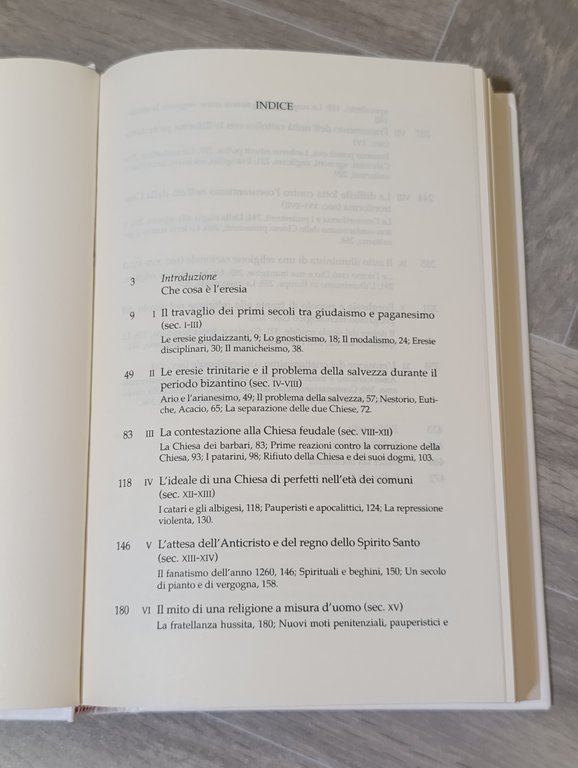 INDICE
3 Introduzione
Che cosa è l'eresia
9 I Il travaglio dei primi secoli tra giudaismo e paganesimo
(sec. I-III)
Le eresie giudaizzanti, 9; Lo gnosticismo, 18; Il modalismo, 24; Eresie
disciplinari, 30; Il manicheismo, 38.
49 II Le eresie trinitarie e il problema della salvezza durante il
periodo bizantino (sec. IV-VIII)
Ario e l'arianesimo, 49; Il problema della salvezza, 57; Nestorio, Euti-
che, Acacio, 65; La separazione delle due Chiese, 72.
83 III La contestazione alla Chiesa feudale (sec. VIII-XII)
La Chiesa dei barbari, 83; Prime reazioni contro la corruzione della
Chiesa, 93; I patarini, 98; Rifiuto della Chiesa e dei suoi dogmi, 103.
118 IV L'ideale di una Chiesa di perfetti nell'età dei comuni
(sec. XII-XIII)
I catari e gli albigesi, 118; Pauperisti e apocalittici, 124; La repressione
violenta, 130.
146 V L'attesa dell'Anticristo e del regno dello Spirito Santo
(sec. XIII-XIV)
Il fanatismo dell'anno 1260, 146; Spirituali e beghini, 150; Un secolo
di pianto e di vergogna, 158.
180 VI Il mito di una religione a misura d'uomo (sec. XV)
La fratellanza hussita, 180; Nuovi moti penitenziali, pauperistici e